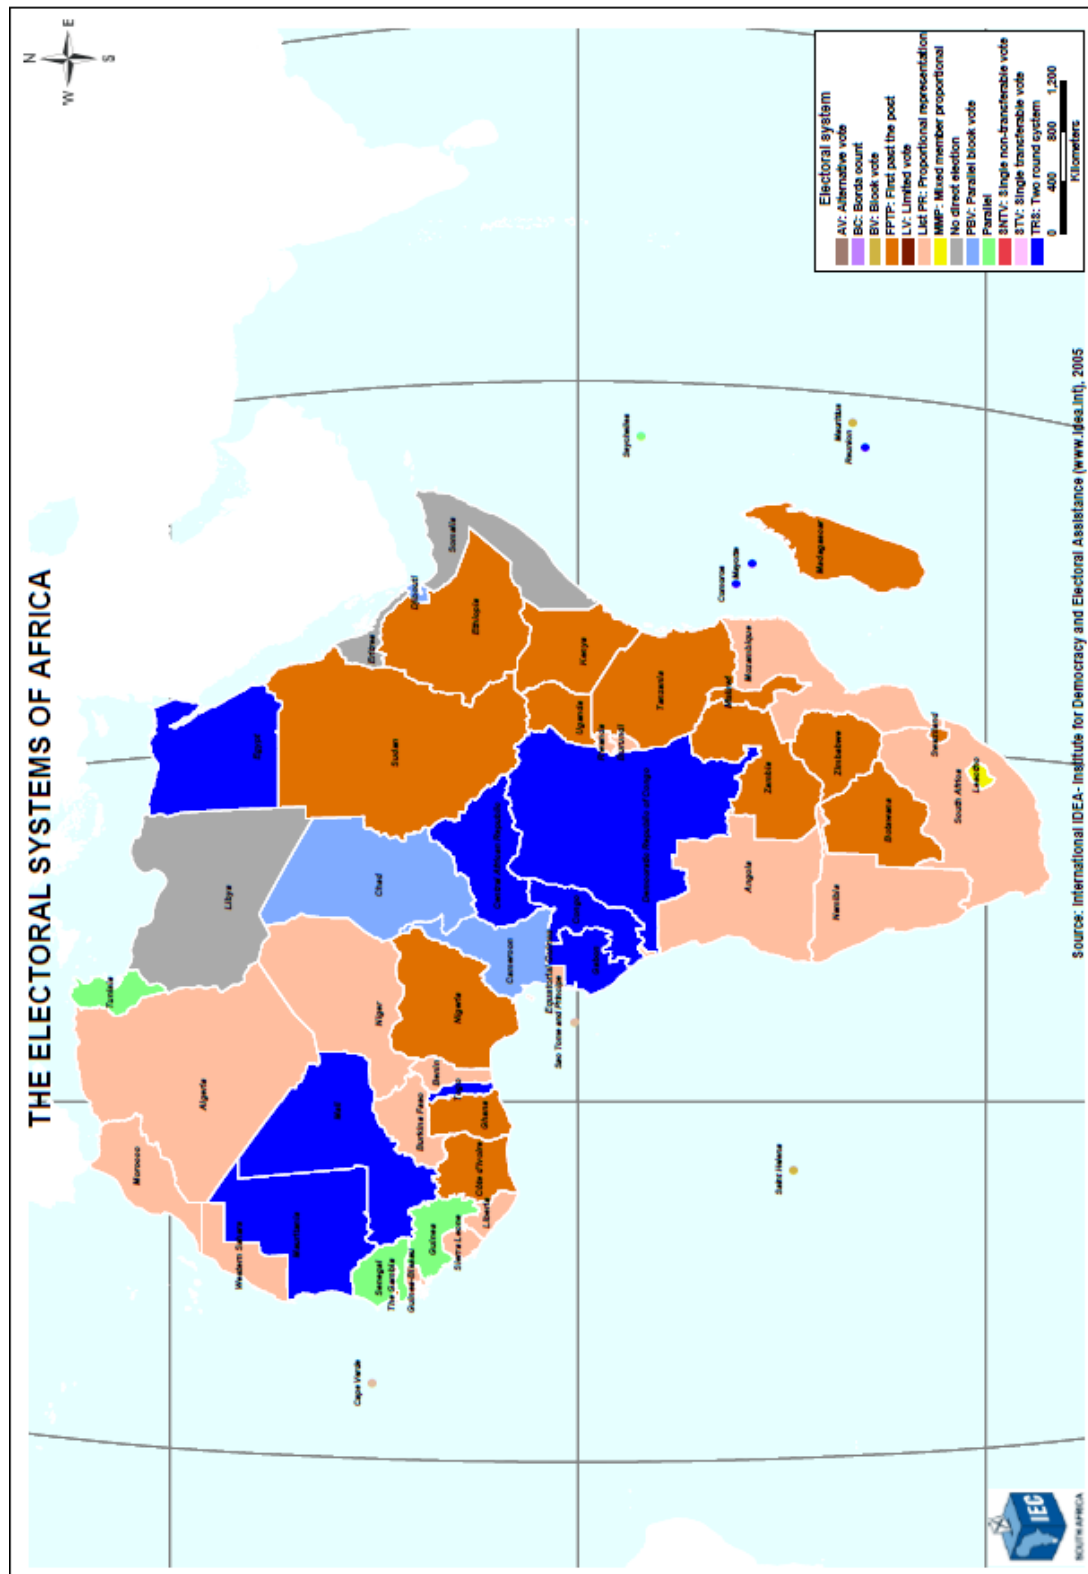 THE ELECTORAL SYSTEMS OF AFRICA
N
W
E
S
Tunisia
Morocco
Algeria
Libya
Egypt
Western Sahara
Mauritania
Mali
Niger
Chad
Sudan
Eritrea
Djibouti
Somalia
Cape Verde
Senegal
The Gambia
Guinea-Bissau
Guinea
Sierra Leone
Liberia
Côte d'Ivoire
Burkina Faso
Ghana
Togo
Benin
Nigeria
Cameroon
Central African Republic
Ethiopia
Equatorial Guinea
Sao Tome and Principe
Gabon
Congo
Democratic Republic of Congo
Uganda
Kenya
Rwanda
Burundi
Tanzania
Seychelles
Angola
Zambia
Malawi
Mozambique
Comoros
Mayotte
Madagascar
Mauritius
Reunion
Saint Helena
Namibia
Botswana
Zimbabwe
Swaziland
South Africa
Lesotho
Electoral system
AV: Alternative vote
BC: Borda count
BV: Block vote
FPTP: First past the post
LV: Limited vote
List PR: Proportional representation
MMP: Mixed member proportional
No direct election
PBV: Parallel block vote
Parallel
SNTV: Single non-transferable vote
STV: Single transferable vote
TRS: Two round system
0 400 800 1,200
Kilometers
IEC
SOUTH AFRICA
Source: International IDEA- Institute for Democracy and Electoral Assistance (www.idea.int), 2005